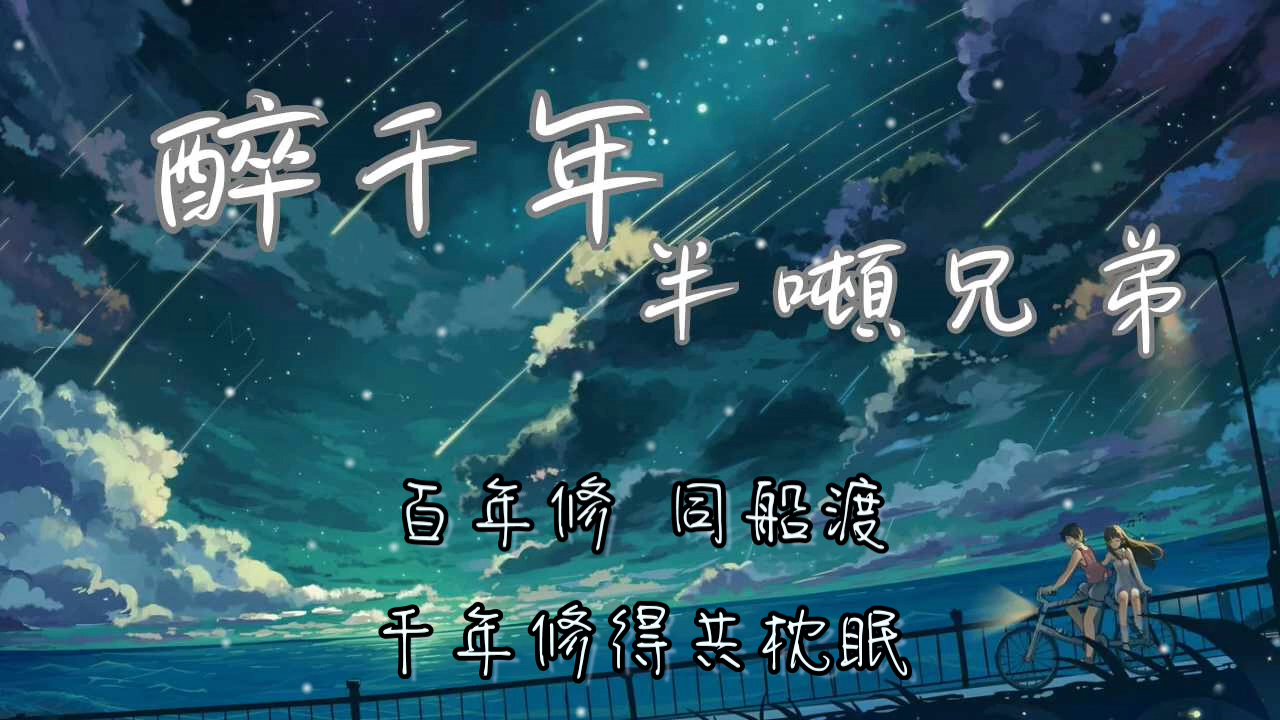 醉千年
半噸兄弟
百年修 同船渡
千年修得共枕眠